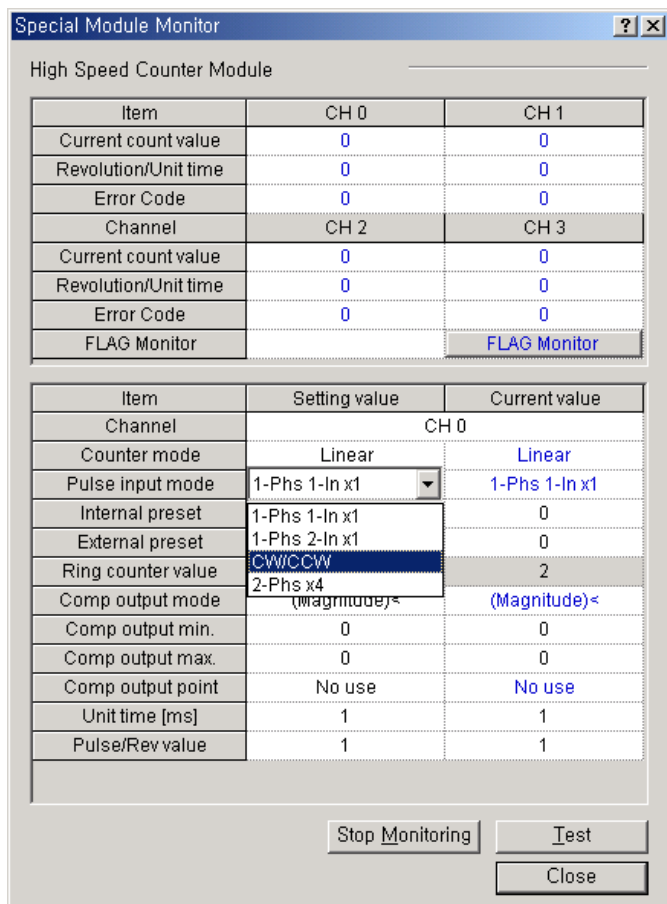 Special Module Monitor
High Speed Counter Module
Item CH 0 CH 1
Current count value 0 0
Revolution/Unit time 0 0
Error Code 0 0
Channel CH 2 CH 3
Current count value 0 0
Revolution/Unit time 0 0
Error Code 0 0
FLAG Monitor FLAG Monitor
Item Setting value Current value
Channel CH 0
Counter mode Linear Linear
Pulse input mode 1-Phs 1-In x1 1-Phs 1-In x1
Internal preset 1-Phs 1-In x1 0
External preset 1-Phs 2-In x1 0
Ring counter value CW/CCW 2
2-Phs x4
Comp output mode (Magnitude)< (Magnitude)<
Comp output min. 0 0
Comp output max. 0 0
Comp output point No use No use
Unit time [ms] 1 1
Pulse/Rev value 1 1
Stop Monitoring Test
Close